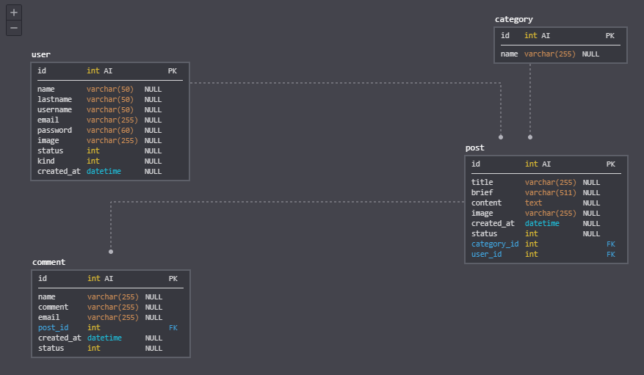 +
−
category
id int AI PK
name varchar(255) NULL
user
id int AI PK
name varchar(50) NULL
lastname varchar(50) NULL
username varchar(50) NULL
email varchar(255) NULL
password varchar(60) NULL
image varchar(255) NULL
status int NULL
kind int NULL
created_at datetime NULL
post
id int AI PK
title varchar(255) NULL
brief varchar(511) NULL
content text NULL
image varchar(255) NULL
created_at datetime NULL
status int NULL
category_id int FK
user_id int FK
comment
id int AI PK
name varchar(255) NULL
comment varchar(255) NULL
email varchar(255) NULL
post_id int FK
created_at datetime NULL
status int NULL